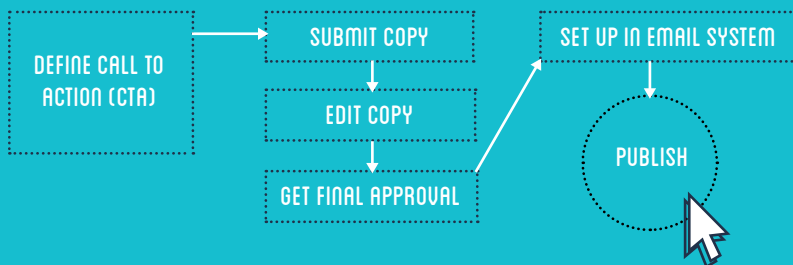 DEFINE CALL TO
ACTION (CTA)
SUBMIT COPY
EDIT COPY
GET FINAL APPROVAL
SET UP IN EMAIL SYSTEM
PUBLISH